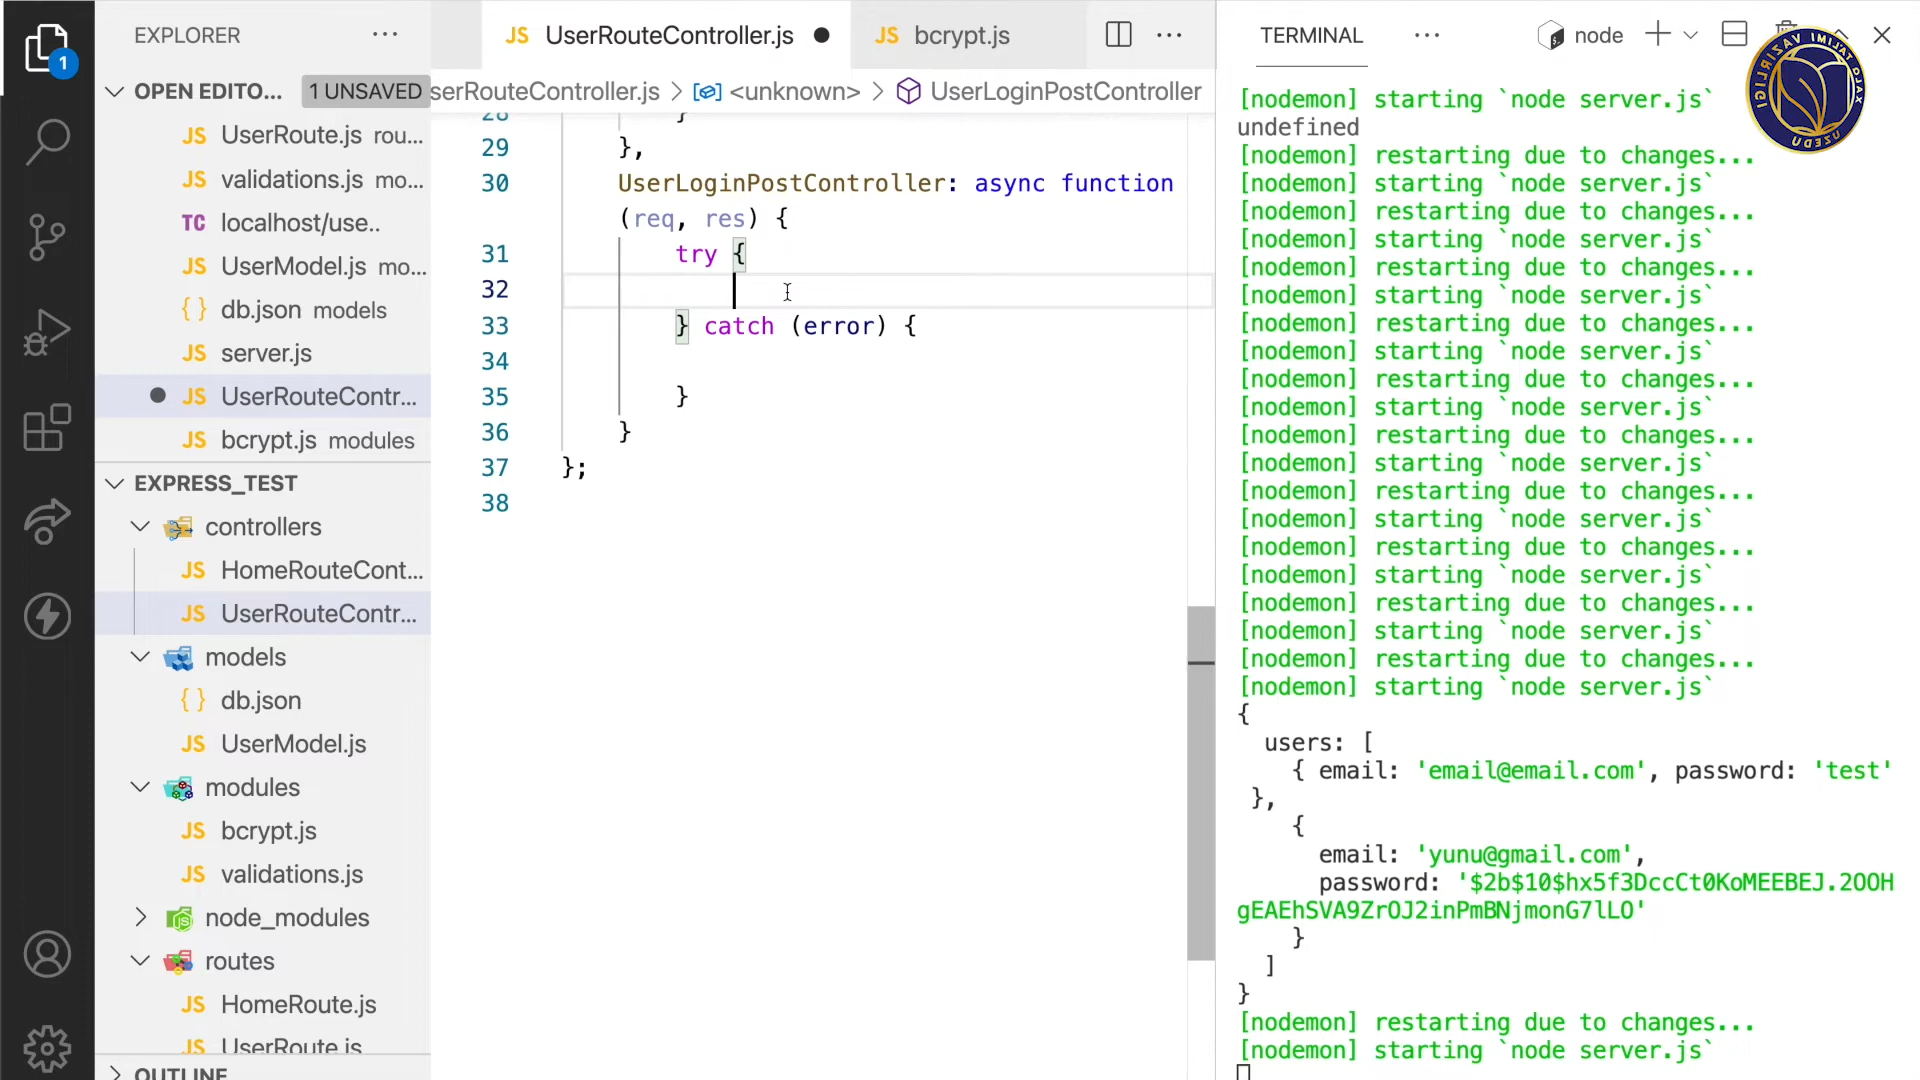 EXPLORER
OPEN EDITO... 1 UNSAVED
JS UserRoute.js rou...
JS validations.js mo...
TC localhost/use..
JS UserModel.js mo...
{ } db.json models
JS server.js
JS UserRouteContr...
JS bcrypt.js modules
EXPRESS_TEST
controllers
JS HomeRouteCont...
JS UserRouteContr...
models
{ } db.json
JS UserModel.js
modules
JS bcrypt.js
JS validations.js
node_modules
routes
JS HomeRoute.js
JS UserRoute.js
OUTLINE
1
JS UserRouteController.js
JS bcrypt.js
serRouteController.js > <unknown> > UserLoginPostController
28 }
29 },
30 UserLoginPostController: async function
(req, res) {
31 try {
32
33 } catch (error) {
34
35 }
36 }
37 };
38
TERMINAL
node
[nodemon] starting `node server.js`
undefined
[nodemon] restarting due to changes...
[nodemon] starting `node server.js`
[nodemon] restarting due to changes...
[nodemon] starting `node server.js`
[nodemon] restarting due to changes...
[nodemon] starting `node server.js`
[nodemon] restarting due to changes...
[nodemon] starting `node server.js`
[nodemon] restarting due to changes...
[nodemon] starting `node server.js`
[nodemon] restarting due to changes...
[nodemon] starting `node server.js`
[nodemon] restarting due to changes...
[nodemon] starting `node server.js`
[nodemon] restarting due to changes...
[nodemon] starting `node server.js`
[nodemon] restarting due to changes...
[nodemon] starting `node server.js`
[nodemon] restarting due to changes...
[nodemon] starting `node server.js`
{
users: [
{ email: 'email@email.com', password: 'test'
},
{
email: 'yunu@gmail.com',
password: '$2b$10$hx5f3DccCt0KoMEEBEJ.2OOH
gEAEhSVA9ZrOJ2inPmBNjmonG7lLO'
}
]
}
[nodemon] restarting due to changes...
[nodemon] starting `node server.js`
XALQ TA'LIMI VAZIRLIGI
UZEDU